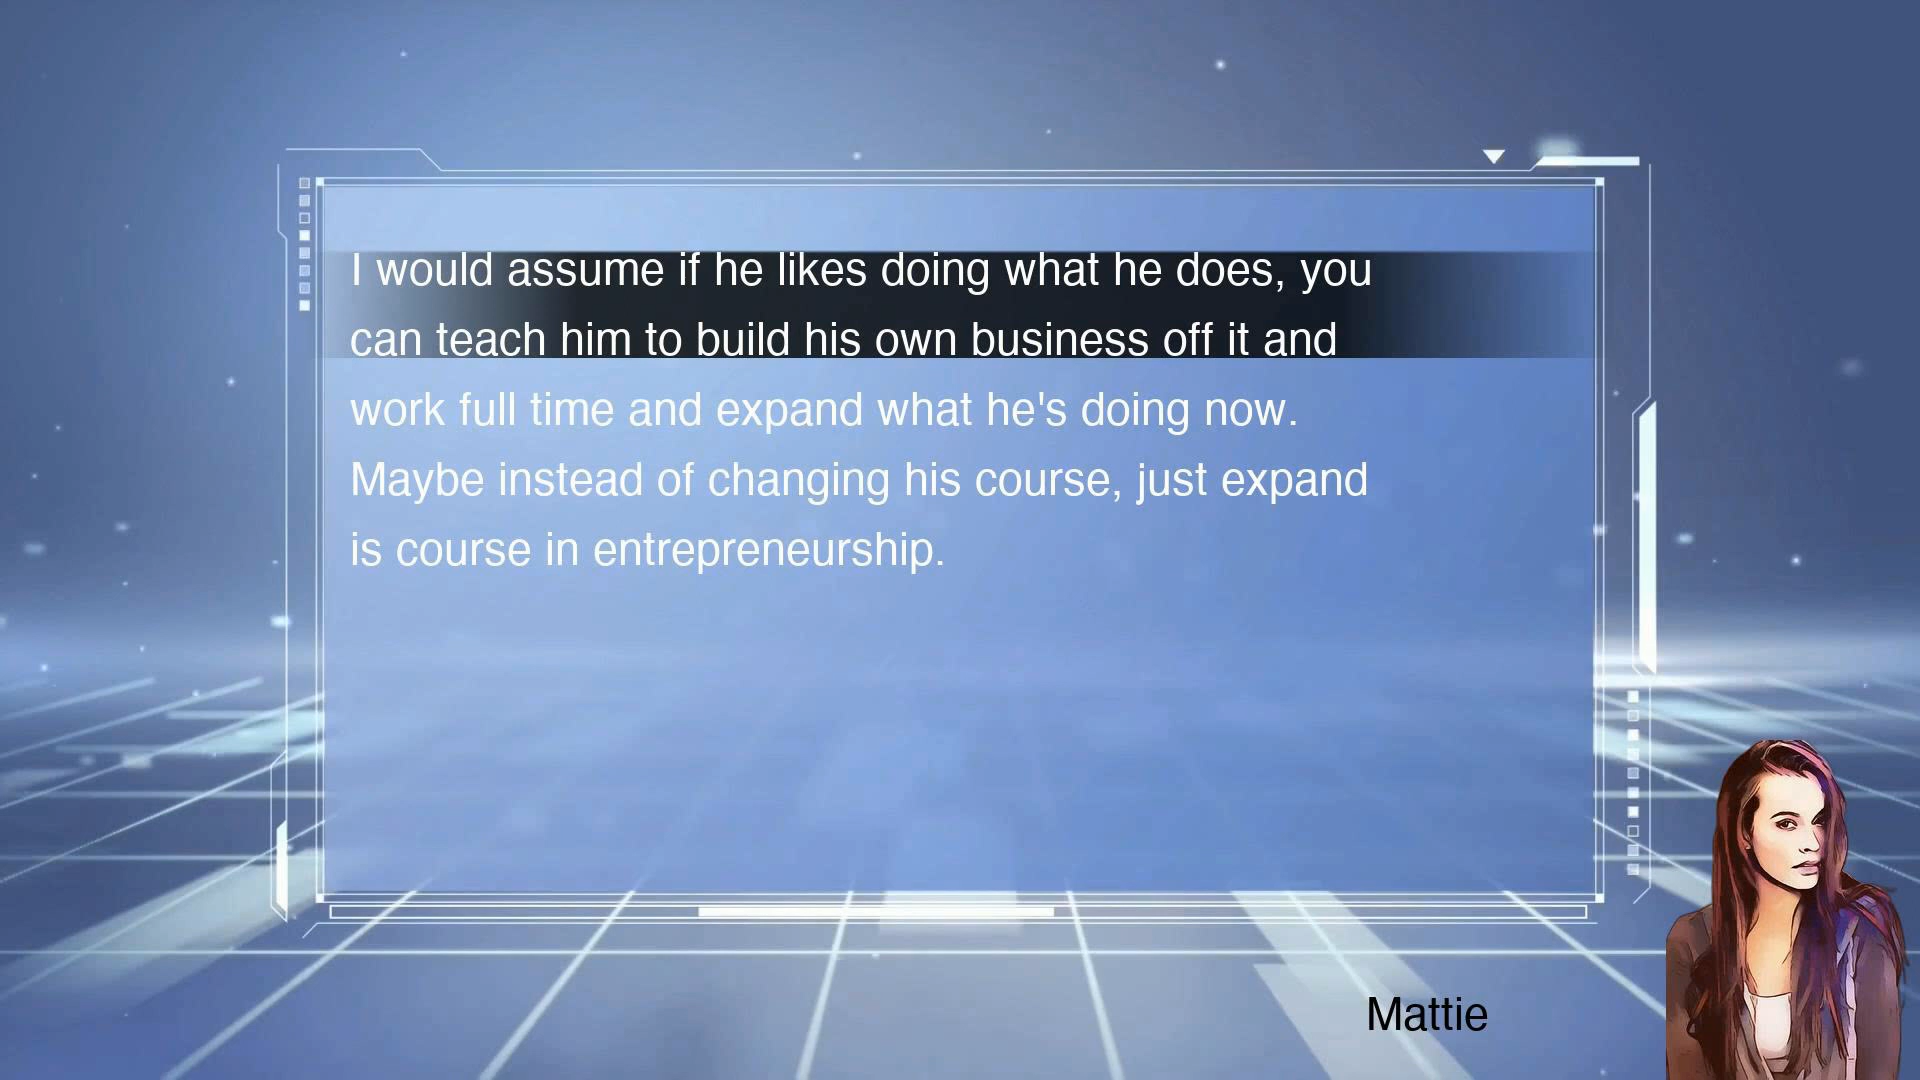 I would assume if he likes doing what he does, you
can teach him to build his own business off it and
work full time and expand what he's doing now.
Maybe instead of changing his course, just expand
is course in entrepreneurship.
Mattie